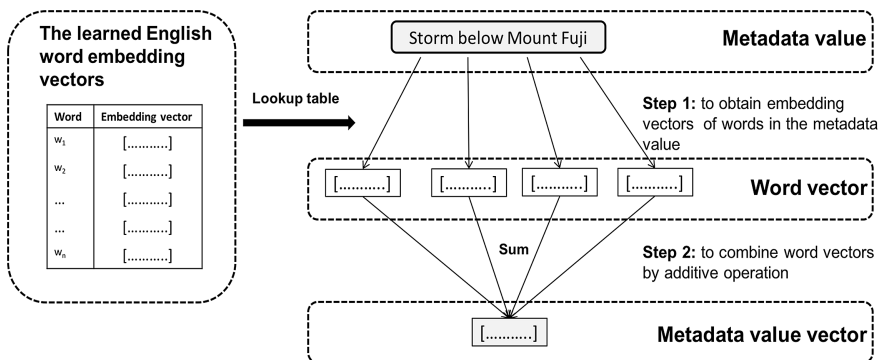 The learned English
word embedding
vectors
Word Embedding vector
w1 [...........]
w2 [...........]
... [...........]
... [...........]
wn [...........]
Lookup table
Storm below Mount Fuji
Metadata value
Step 1: to obtain embedding
vectors of words in the metadata
value
[...........] [...........] [...........] [...........]
Word vector
Sum
Step 2: to combine word vectors
by additive operation
[...........]
Metadata value vector